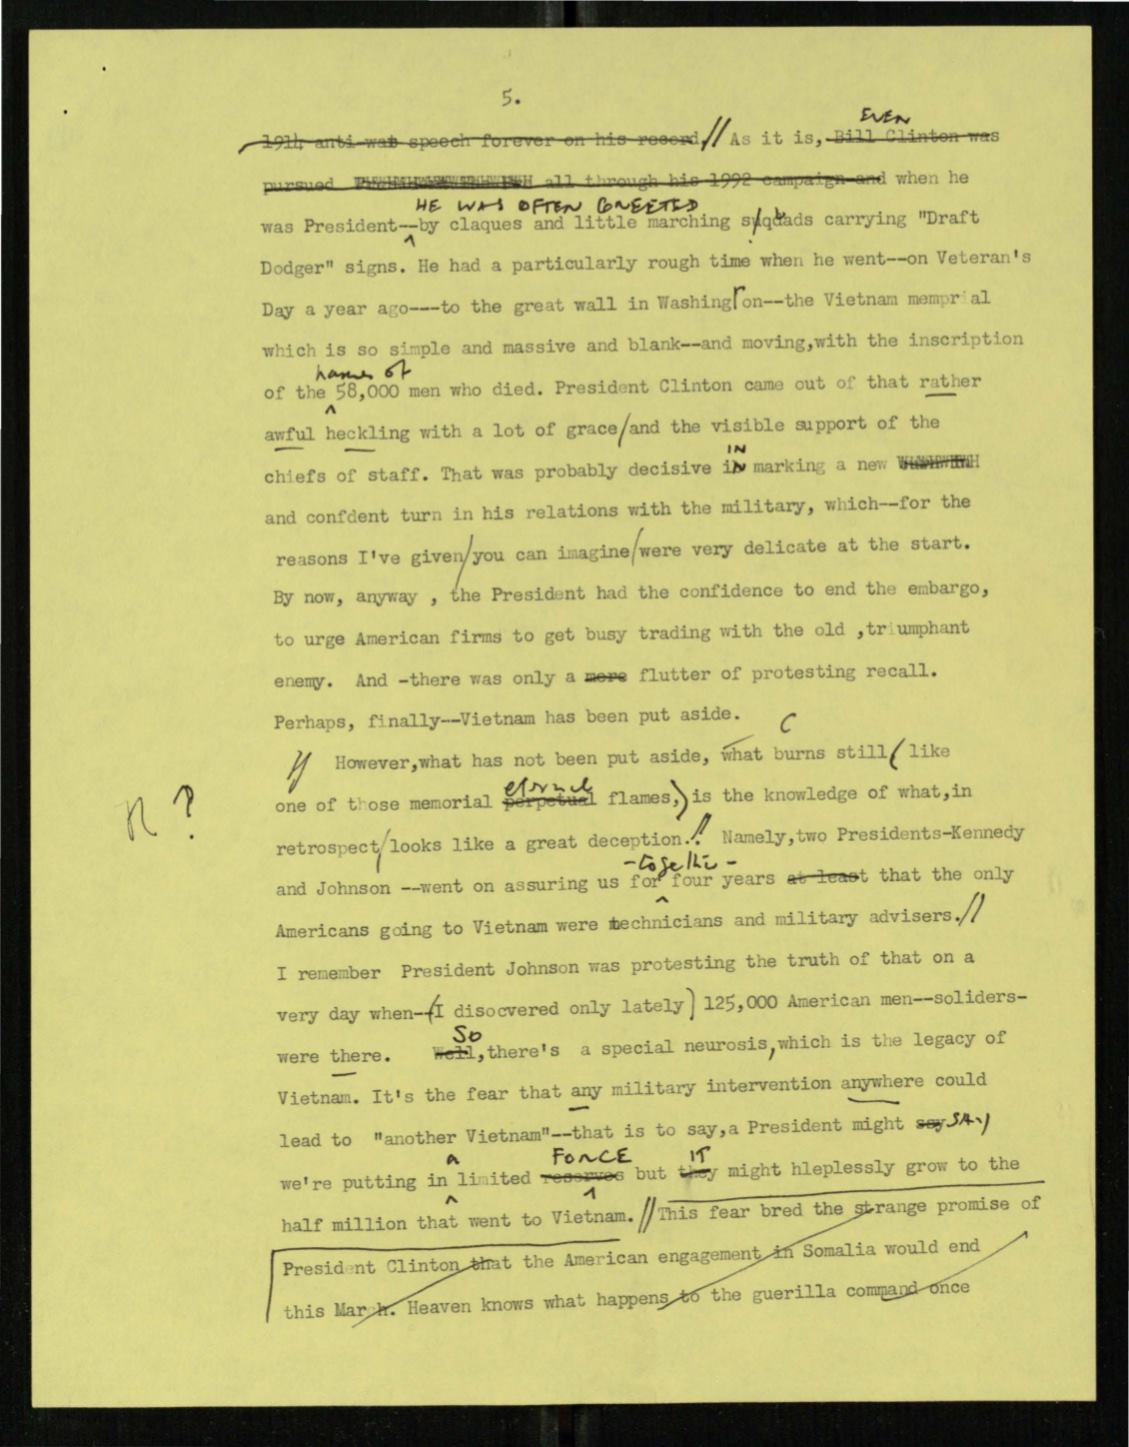 5.
EVEN
1914 anti-wat speech forever on his record,// As it is, Bill Clinton was
pursued all through his 1992 campaign and when he
HE WAS OFTEN GREETED
was President--by claques and little marching squads carrying "Draft
Dodger" signs. He had a particularly rough time when he went--on Veteran's
Day a year ago---to the great wall in Washington--the Vietnam memprial
which is so simple and massive and blank--and moving,with the inscription
names of
of the 58,000 men who died. President Clinton came out of that rather
awful heckling with a lot of grace/and the visible support of the
IN
chiefs of staff. That was probably decisive in marking a new
and confdent turn in his relations with the military, which--for the
reasons I've given/you can imagine/were very delicate at the start.
By now, anyway , the President had the confidence to end the embargo,
to urge American firms to get busy trading with the old ,triumphant
enemy. And -there was only a mere flutter of protesting recall.
Perhaps, finally--Vietnam has been put aside.
// However,what has not been put aside, what burns still( like
eternal
one of those memorial perpetual flames,) is the knowledge of what,in
?
retrospect/looks like a great deception.// Namely,two Presidents-Kennedy
-together-
and Johnson --went on assuring us for four years at least that the only
Americans going to Vietnam were technicians and military advisers.//
I remember President Johnson was protesting the truth of that on a
very day when--(I disocvered only lately) 125,000 American men--soliders-
SO
were there. Well,there's a special neurosis,which is the legacy of
Vietnam. It's the fear that any military intervention anywhere could
lead to "another Vietnam"--that is to say,a President might say SAY
a FORCE IT
we're putting in limited reserves but they might hleplessly grow to the
half million that went to Vietnam.// This fear bred the strange promise of
President Clinton that the American engagement in Somalia would end
this March. Heaven knows what happens to the guerilla command once